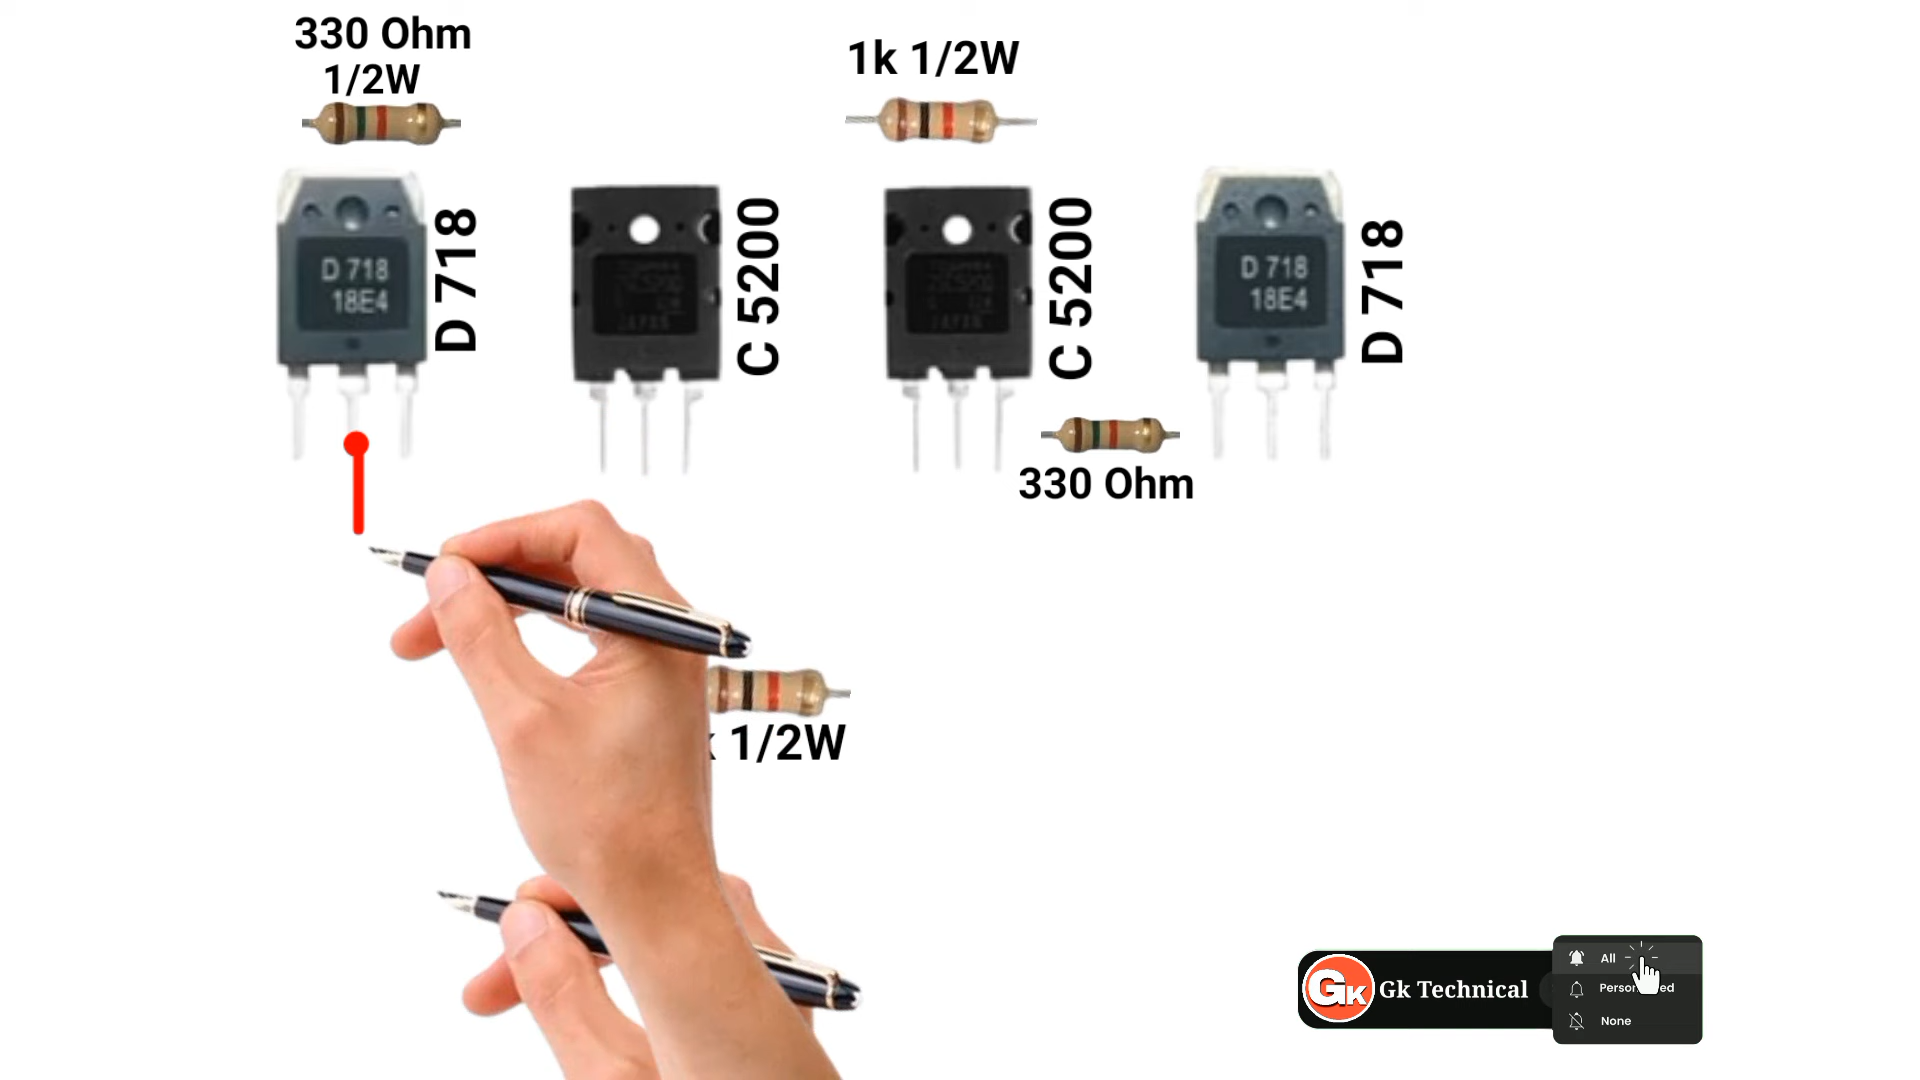 330 Ohm
1/2W
1k 1/2W
D 718
18E4
D 718
C 5200
C 5200
D 718
18E4
D 718
330 Ohm
1/2W
Gk Technical
All
None